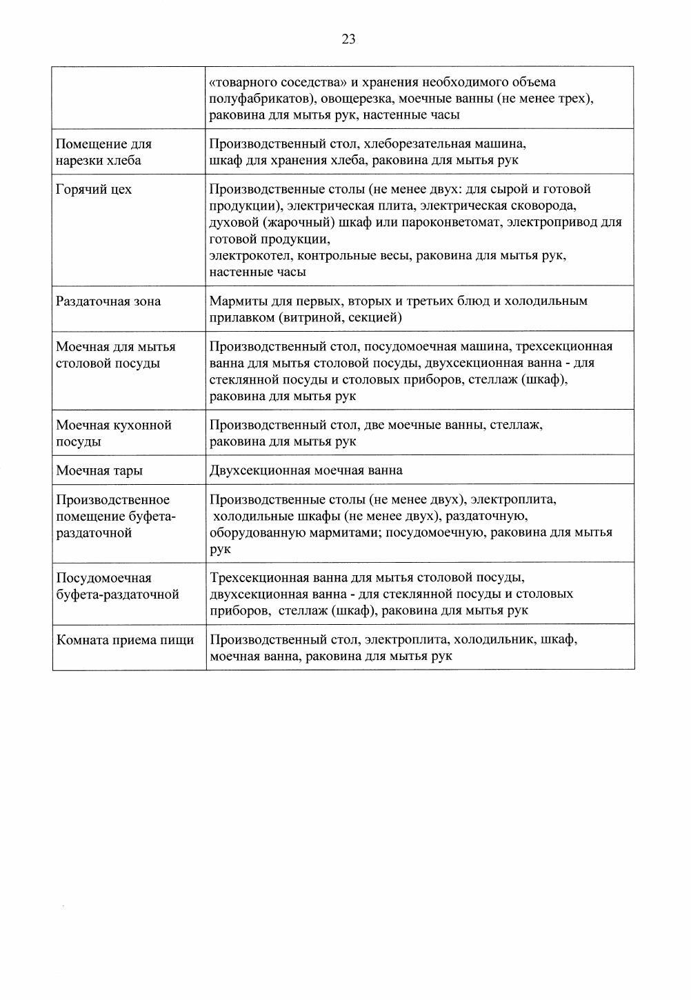 23
«товарного соседства» и хранения необходимого объема
полуфабрикатов), овощерезка, моечные ванны (не менее трех),
раковина для мытья рук, настенные часы
Помещение для
нарезки хлеба
Производственный стол, хлеборезательная машина,
шкаф для хранения хлеба, раковина для мытья рук
Горячий цех
Производственные столы (не менее двух: для сырой и готовой
продукции), электрическая плита, электрическая сковорода,
духовой (жарочный) шкаф или пароконветомат, электропривод для
готовой продукции,
электрокотел, контрольные весы, раковина для мытья рук,
настенные часы
Раздаточная зона
Мармиты для первых, вторых и третьих блюд и холодильным
прилавком (витриной, секцией)
Моечная для мытья
столовой посуды
Производственный стол, посудомоечная машина, трехсекционная
ванна для мытья столовой посуды, двухсекционная ванна - для
стеклянной посуды и столовых приборов, стеллаж (шкаф),
раковина для мытья рук
Моечная кухонной
посуды
Производственный стол, две моечные ванны, стеллаж,
раковина для мытья рук
Моечная тары
Двухсекционная моечная ванна
Производственное
помещение буфета-
раздаточной
Производственные столы (не менее двух), электроплита,
холодильные шкафы (не менее двух), раздаточную,
оборудованную мармитами; посудомоечную, раковина для мытья
рук
Посудомоечная
буфета-раздаточной
Трехсекционная ванна для мытья столовой посуды,
двухсекционная ванна - для стеклянной посуды и столовых
приборов, стеллаж (шкаф), раковина для мытья рук
Комната приема пищи
Производственный стол, электроплита, холодильник, шкаф,
моечная ванна, раковина для мытья рук